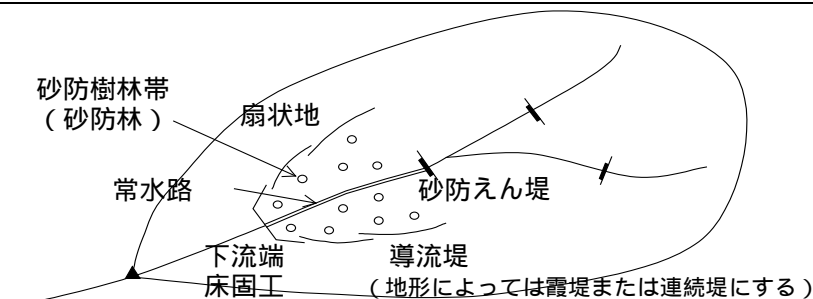 砂防樹林帯
（砂防林）
扇状地
常水路
砂防えん堤
下流端
床固工
導流堤
（地形によっては霞堤または連続堤にする）